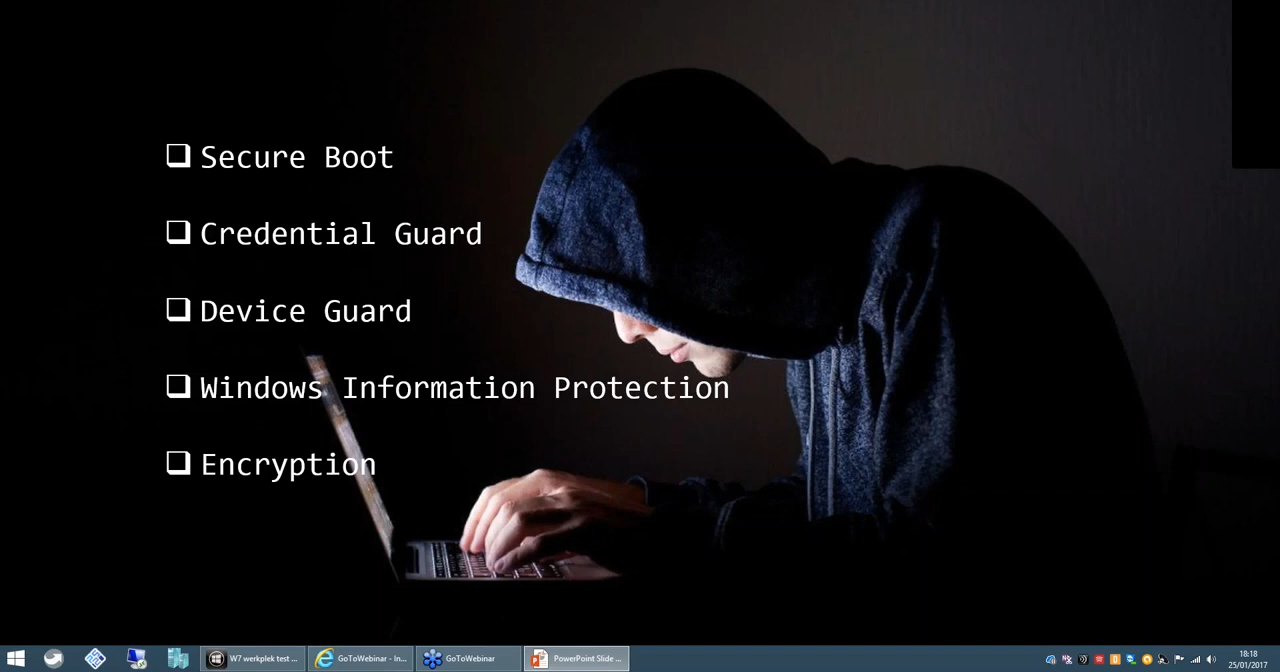 Secure Boot
Credential Guard
Device Guard
Windows Information Protection
Encryption
W7 werkplek test ...
GoToWebinar - In...
GoToWebinar
PowerPoint Slide ...
18:18
25/01/2017